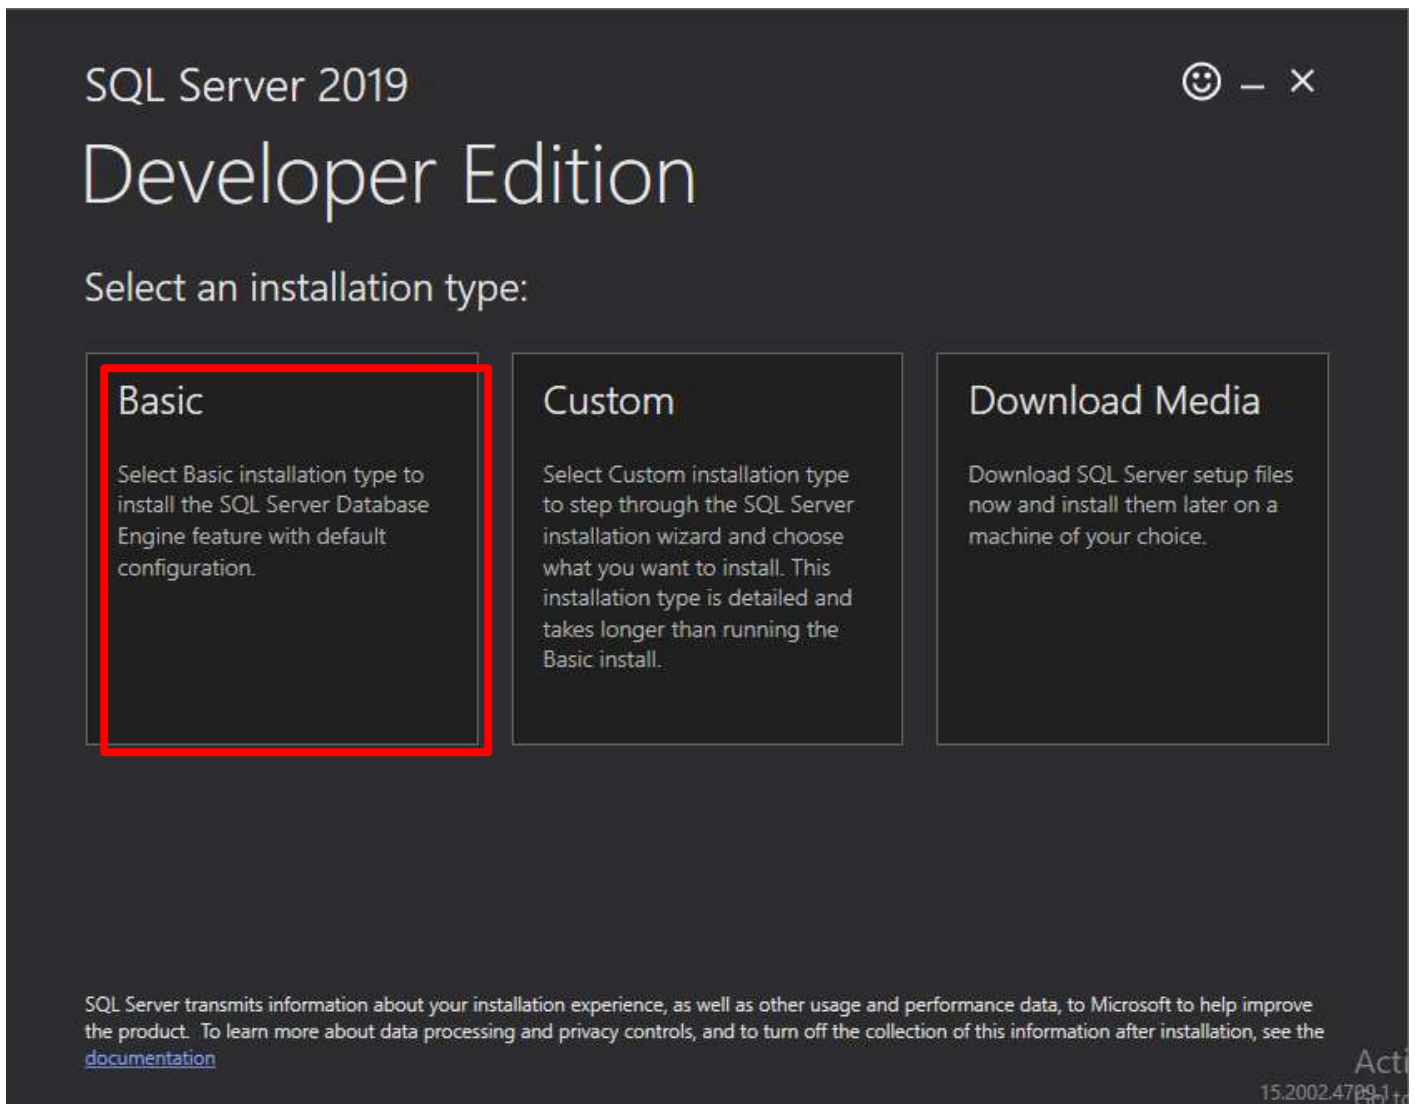 SQL Server 2019
Developer Edition
Select an installation type:
Basic
Select Basic installation type to
install the SQL Server Database
Engine feature with default
configuration.
Custom
Select Custom installation type
to step through the SQL Server
installation wizard and choose
what you want to install. This
installation type is detailed and
takes longer than running the
Basic install.
Download Media
Download SQL Server setup files
now and install them later on a
machine of your choice.
SQL Server transmits information about your installation experience, as well as other usage and performance data, to Microsoft to help improve
the product.  To learn more about data processing and privacy controls, and to turn off the collection of this information after installation, see the
documentation